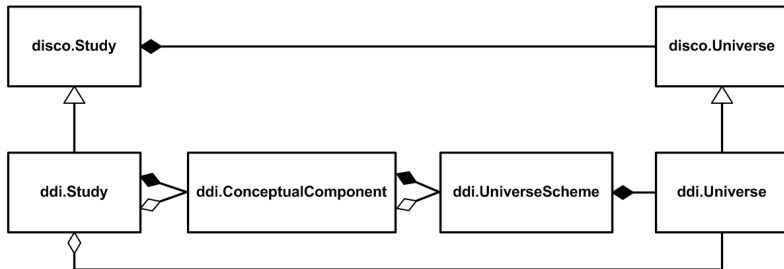 disco.Study
disco.Universe
ddi.Study
ddi.ConceptualComponent
ddi.UniverseScheme
ddi.Universe